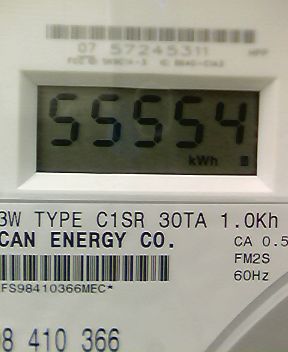 07 57245311
55554
kWh
3W TYPE C1SR 30TA 1.0Kh
CAN ENERGY CO. CA 0.5
FM2S
60Hz
FS98410366MEC*
98 410 366